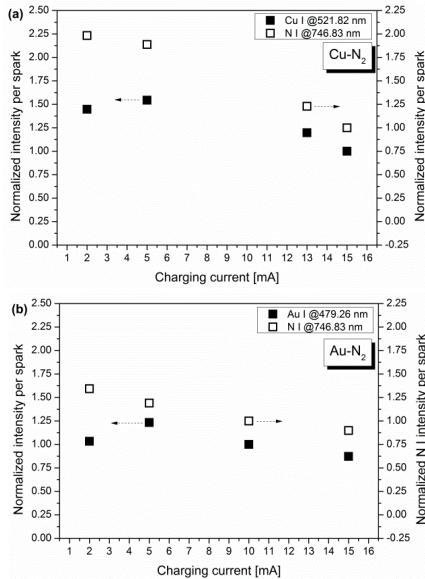 (a)
Cu I @521.82 nm
N I @746.83 nm
Cu-N2
Normalized intensity per spark
Normalized intensity per spark
2.50 2.25
2.25 2.00
2.00 1.75
1.75 1.50
1.50 1.25
1.25 1.00
1.00 0.75
0.75 0.50
0.50 0.25
0.25 0.00
0.00 -0.25
1 2 3 4 5 6 7 8 9 10 11 12 13 14 15 16
Charging current [mA]
(b)
Au I @479.26 nm
N I @746.83 nm
Au-N2
Normalized intensity per spark
Normalized N I intensity per spark
2.50 2.25
2.25 2.00
2.00 1.75
1.75 1.50
1.50 1.25
1.25 1.00
1.00 0.75
0.75 0.50
0.50 0.25
0.25 0.00
0.00 -0.25
1 2 3 4 5 6 7 8 9 10 11 12 13 14 15 16
Charging current [mA]